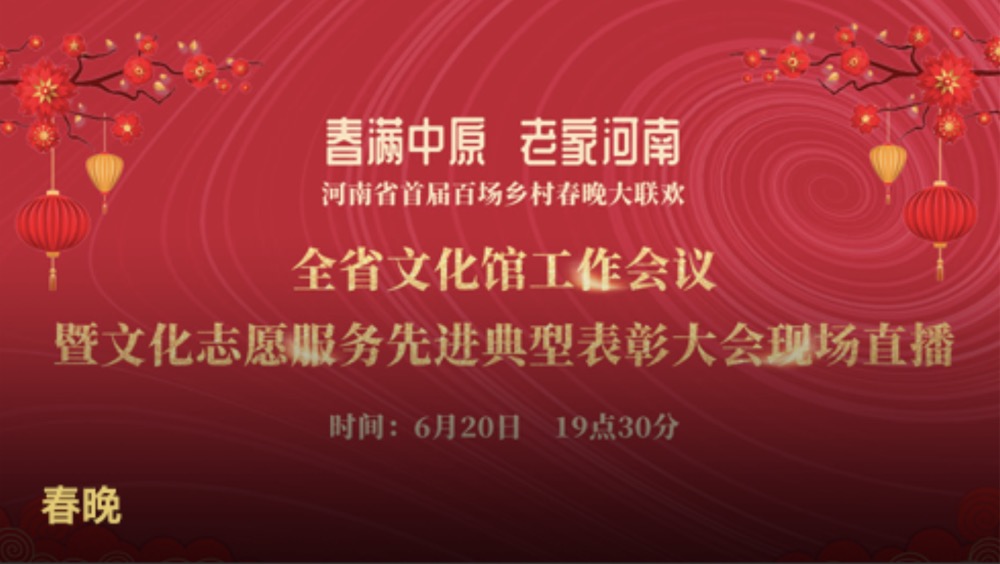 春满中原 老家河南
河南省首届百场乡村春晚大联欢
全省文化馆工作会议
暨文化志愿服务先进典型表彰大会现场直播
时间：6月20日 19点30分
春晚